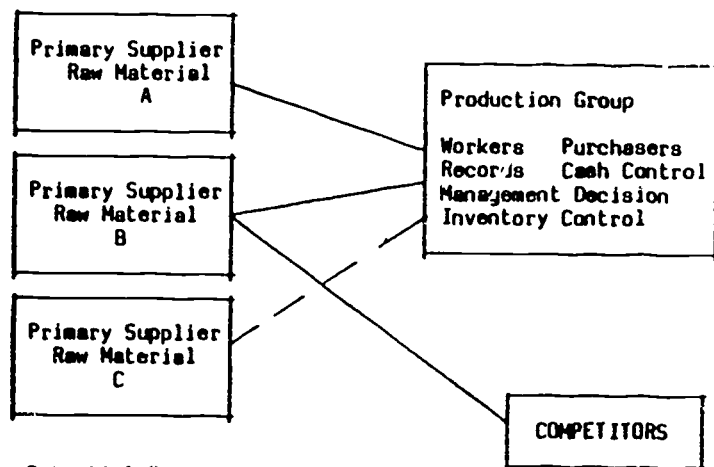 Primary Supplier
Raw Material
A
Primary Supplier
Raw Material
B
Primary Supplier
Raw Material
C
Production Group
Workers Purchasers
Records Cash Control
Management Decision
Inventory Control
COMPETITORS